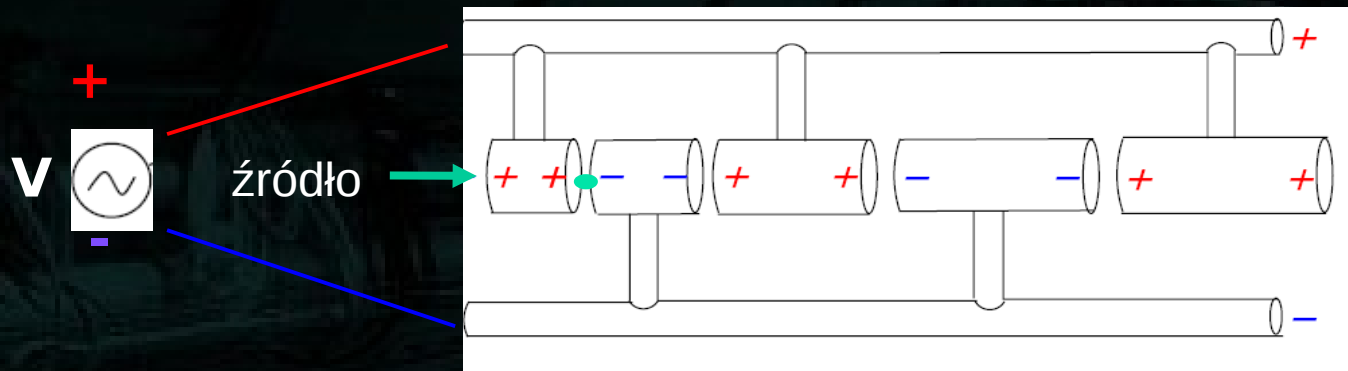 +
V
-
źródło
+
+ + - - + + - - + +
-